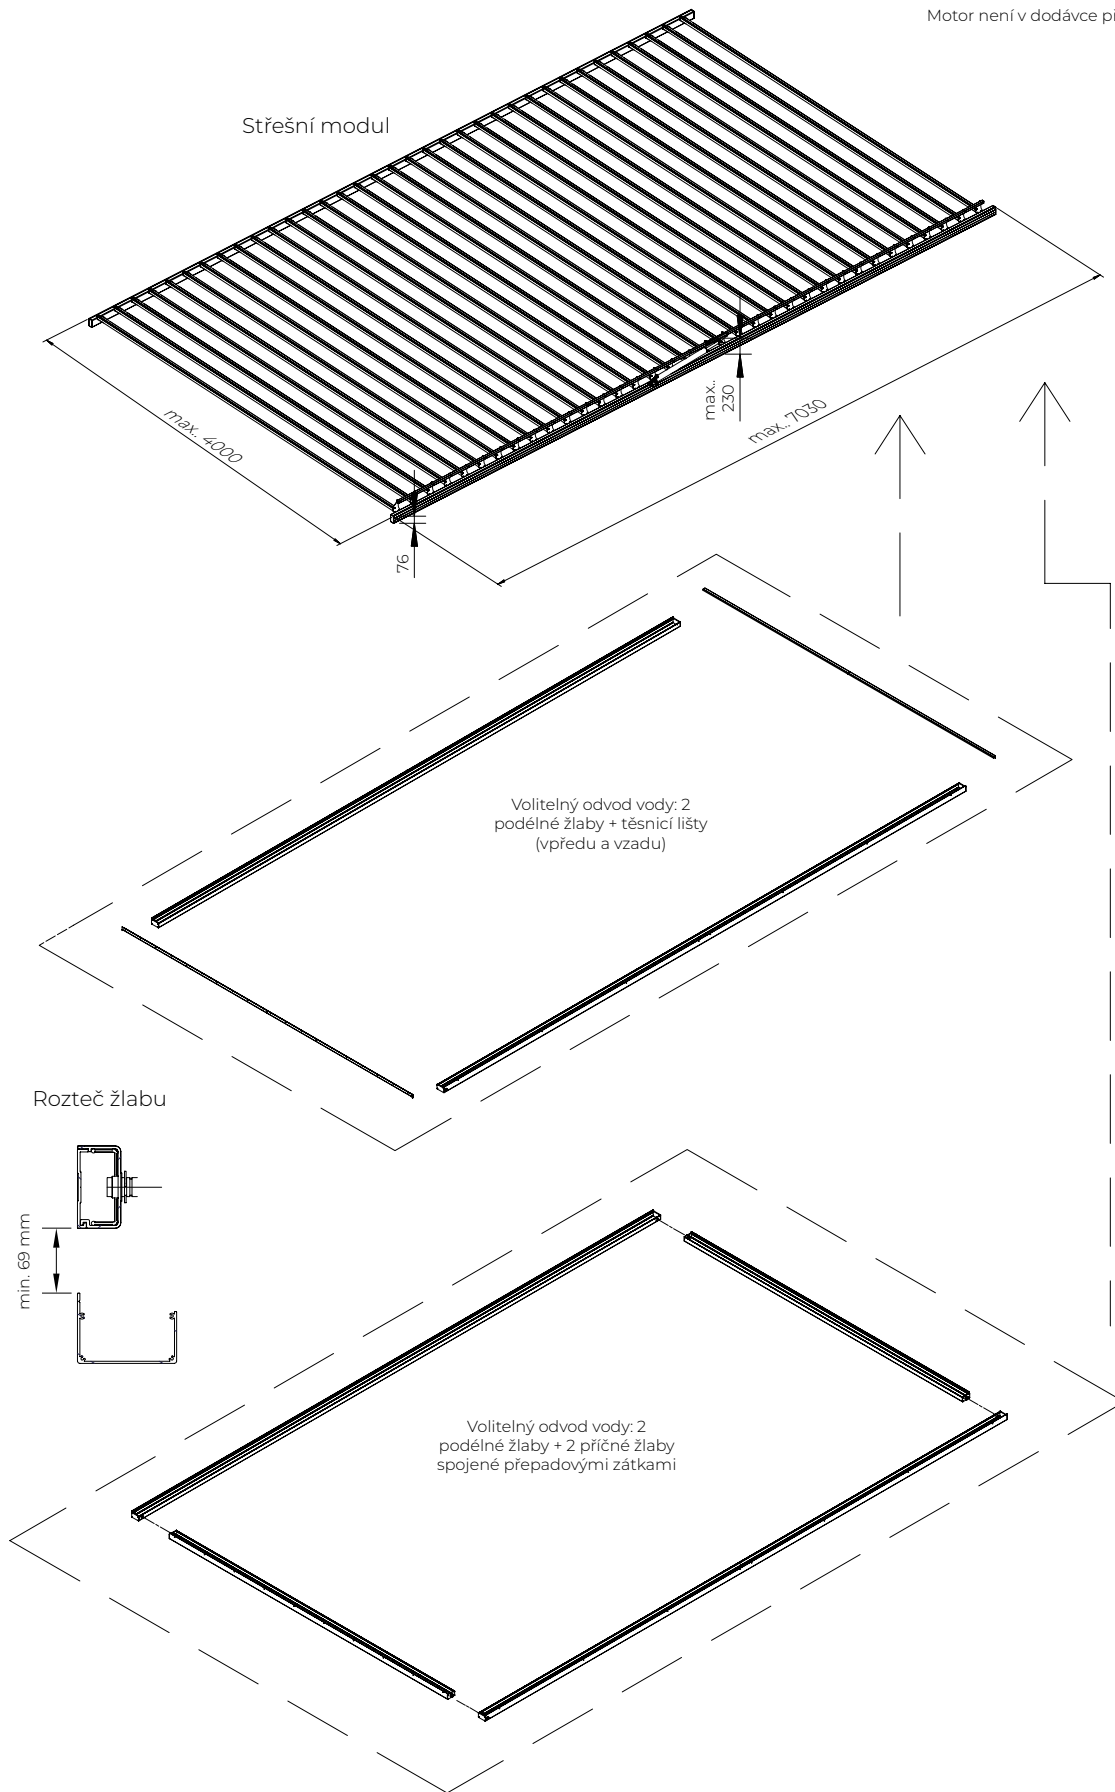 Motor není v dodávce
Střešní modul
max.. 4000
max.. 7030
max..
230
76
Volitelný odvod vody: 2
podélné žlaby + těsnicí lišty
(vpředu a vzadu)
Rozteč žlabu
min. 69 mm
Volitelný odvod vody: 2
podélné žlaby + 2 příčné žlaby
spojené přepadovými zátkami